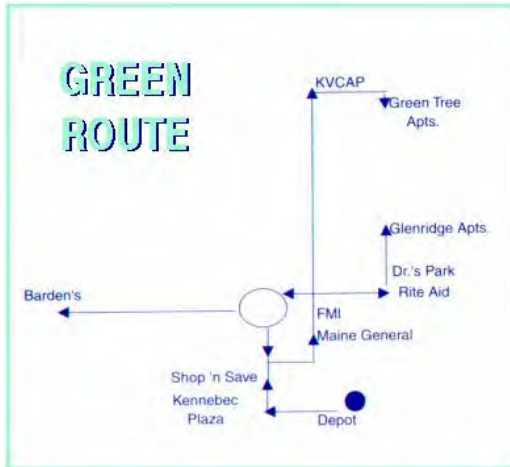 GREEN
ROUTE
KVCAP
Green Tree
Apts.
Glenridge Apts.
Dr.'s Park
Rite Aid
Barden's
FMI
Maine General
Shop 'n Save
Kennebec
Plaza
Depot